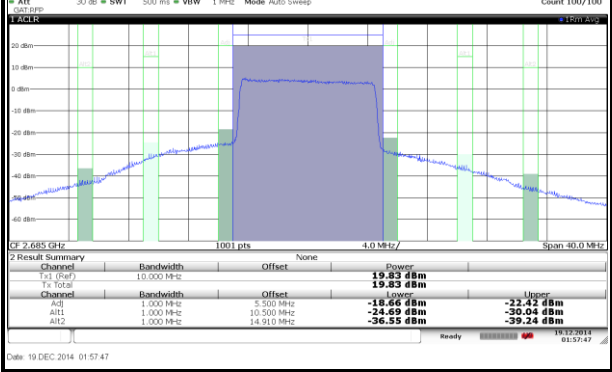 Att 30 dB SWT 500 ms VBW 1 MHz Mode Auto Sweep Count 100/100
GAT:RFP
1 ACLR 1Rm Avg
20 dBm
10 dBm
0 dBm
-10 dBm
-20 dBm
-30 dBm
-40 dBm
-50 dBm
-60 dBm
CF 2.685 GHz 1001 pts 4.0 MHz/ Span 40.0 MHz
2 Result Summary None
Channel Bandwidth Offset Power
Tx1 (Ref) 10.000 MHz 19.83 dBm
Tx Total 19.83 dBm
Channel Bandwidth Offset Lower Upper
Adj 1.000 MHz 5.500 MHz -18.66 dBm -22.42 dBm
Alt1 1.000 MHz 10.500 MHz -24.69 dBm -30.04 dBm
Alt2 1.000 MHz 14.910 MHz -36.55 dBm -39.24 dBm
Ready 19.12.2014
01:57:47
Date: 19.DEC.2014 01:57:47